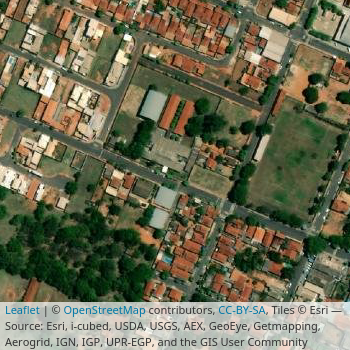 Leaflet | © OpenStreetMap contributors, CC-BY-SA, Tiles © Esri —
Source: Esri, i-cubed, USDA, USGS, AEX, GeoEye, Getmapping,
Aerogrid, IGN, IGP, UPR-EGP, and the GIS User Community